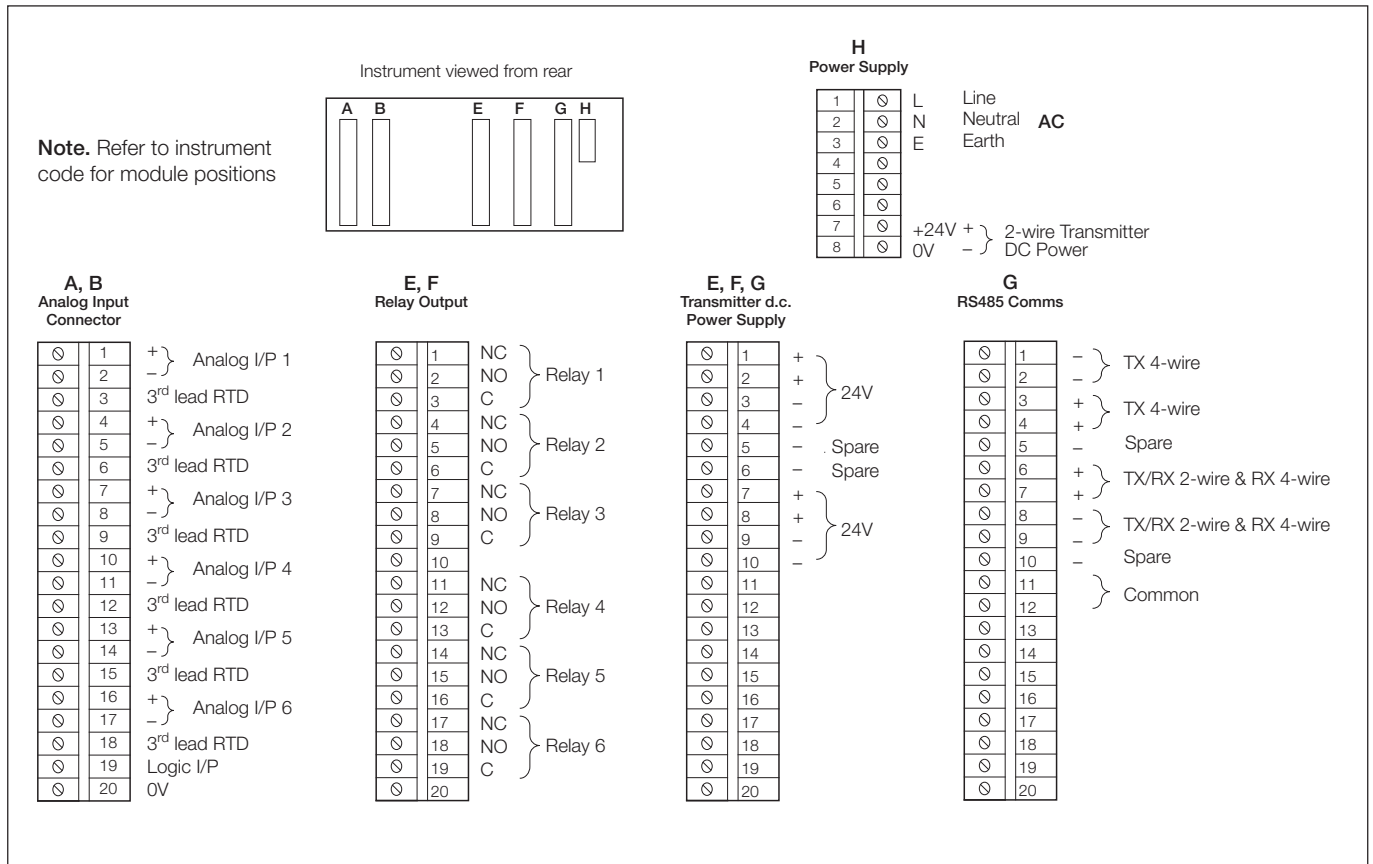 Instrument viewed from rear
A B E F G H
Note. Refer to instrument
code for module positions
H
Power Supply
1 L Line
2 N Neutral AC
3 E Earth
4
5
6
7 +24V + 2-wire Transmitter
8 0V – DC Power
A, B
Analog Input
Connector
1 + Analog I/P 1
2 –
3 3rd lead RTD
4 + Analog I/P 2
5 –
6 3rd lead RTD
7 + Analog I/P 3
8 –
9 3rd lead RTD
10 + Analog I/P 4
11 –
12 3rd lead RTD
13 + Analog I/P 5
14 –
15 3rd lead RTD
16 + Analog I/P 6
17 –
18 3rd lead RTD
19 Logic I/P
20 0V
E, F
Relay Output
1 NC
2 NO Relay 1
3 C
4 NC
5 NO Relay 2
6 C
7 NC
8 NO Relay 3
9 C
10
11 NC
12 NO Relay 4
13 C
14 NC
15 NO Relay 5
16 C
17 NC
18 NO Relay 6
19 C
20
E, F, G
Transmitter d.c.
Power Supply
1 +
2 + 24V
3 –
4 –
5 – . Spare
6 – Spare
7 +
8 + 24V
9 –
10 –
11
12
13
14
15
16
17
18
19
20
G
RS485 Comms
1 – TX 4-wire
2 –
3 + TX 4-wire
4 +
5 – Spare
6 + TX/RX 2-wire & RX 4-wire
7 +
8 – TX/RX 2-wire & RX 4-wire
9 –
10 – Spare
11 Common
12
13
14
15
16
17
18
19
20